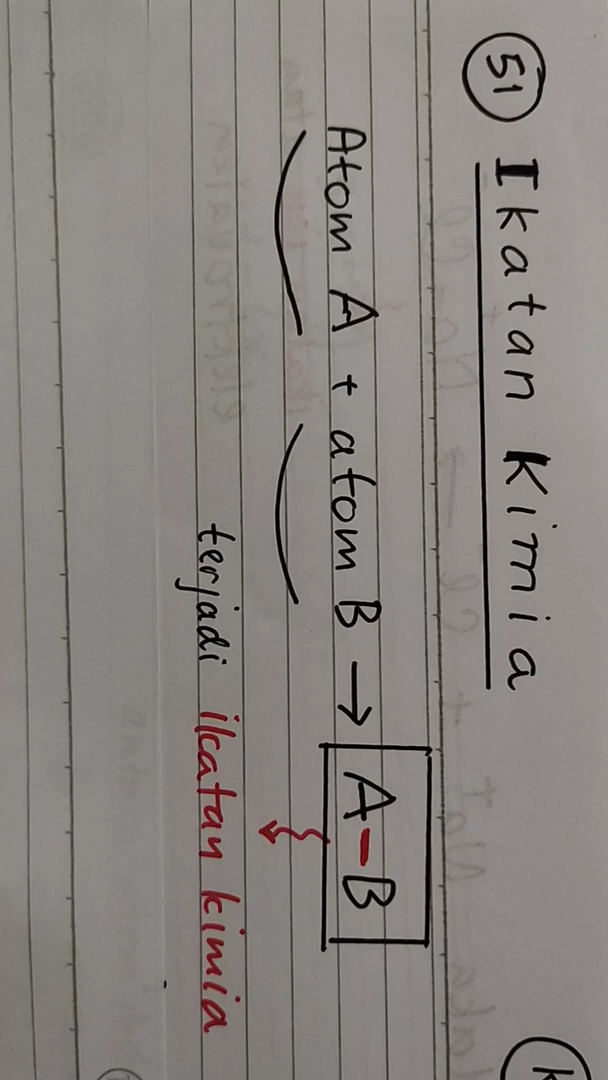 51 Ikatan Kimia
Atom A + atom B → A-B
terjadi ikatan kimia